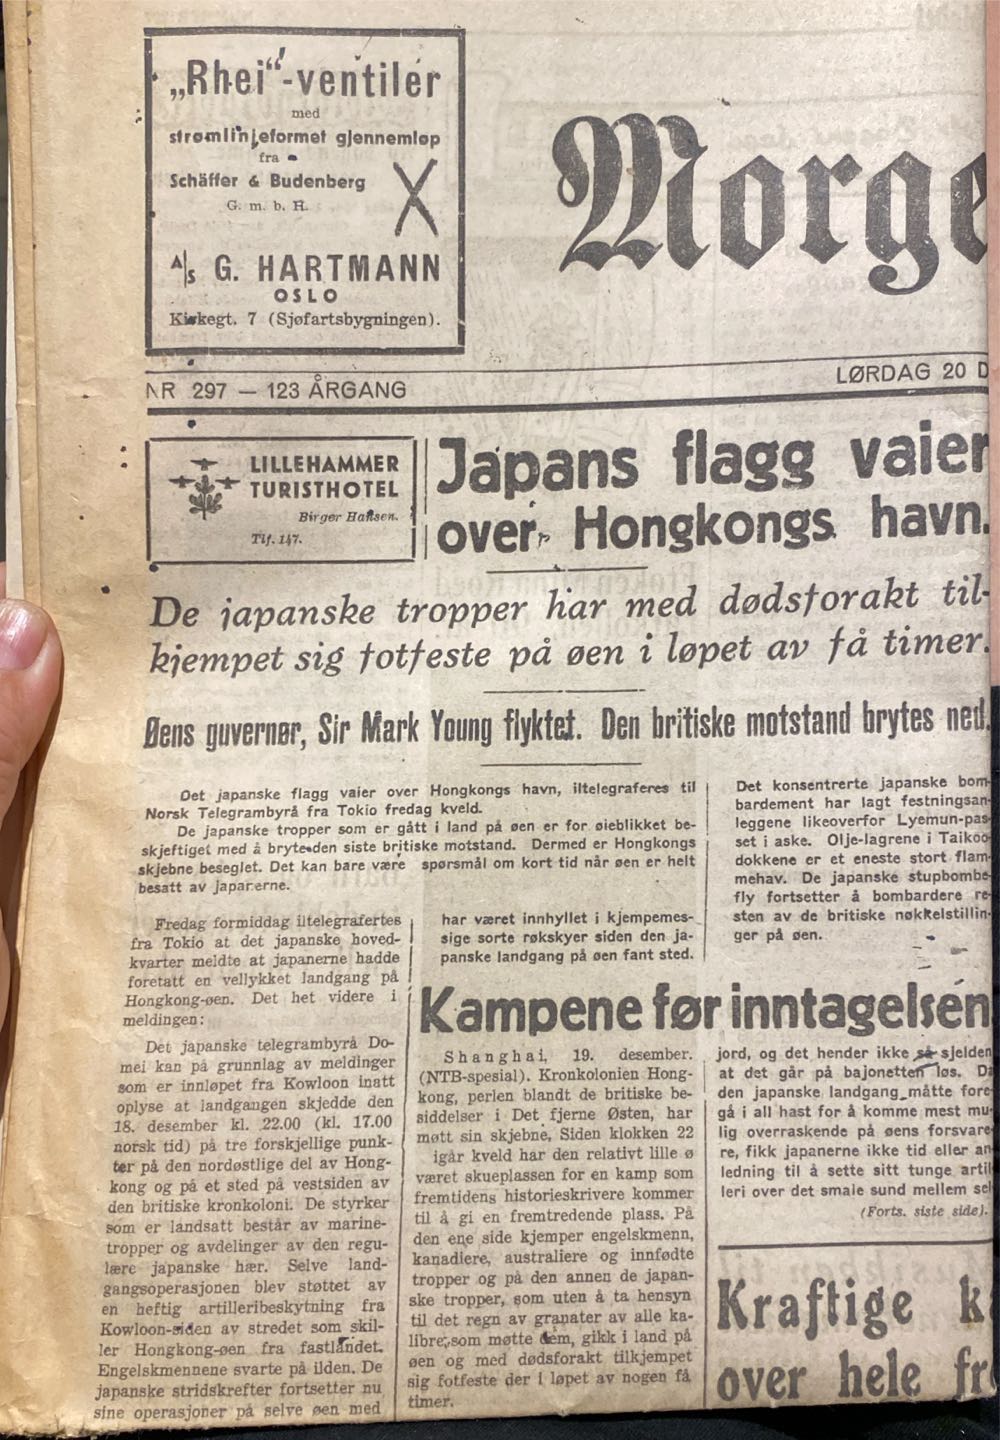 „Rhei“-ventiler
med
strømlinjeformet gjennemløp
fra
Schäffer & Budenberg
G. m. b. H.
A/s G. HARTMANN
OSLO
Kirkegt. 7 (Sjøfartsbygningen).
Morge
NR 297 — 123 ÅRGANG
LØRDAG 20 D
LILLEHAMMER
TURISTHOTEL
Birger Hansen.
Tlf. 147.
Japans flagg vaier
over Hongkongs havn.
De japanske tropper har med dødsforakt til-
kjempet sig fotfeste på øen i løpet av få timer.
Øens guvernør, Sir Mark Young flyktet. Den britiske motstand brytes ned.
Det japanske flagg vaier over Hongkongs havn, iltelegraferes til
Norsk Telegrambyrå fra Tokio fredag kveld.
De japanske tropper som er gått i land på øen er for øieblikket be-
skjeftiget med å bryte den siste britiske motstand. Dermed er Hongkongs
skjebne beseglet. Det kan bare være spørsmål om kort tid når øen er helt
besatt av japanerne.
Fredag formiddag iltelegrafertes
fra Tokio at det japanske hoved-
kvarter meldte at japanerne hadde
foretatt en vellykket landgang på
Hongkong-øen. Det het videre i
meldingen:
Det japanske telegrambyrå Do-
mei kan på grunnlag av meldinger
som er innløpet fra Kowloon inatt
oplyse at landgangen skjedde den
18. desember kl. 22.00 (kl. 17.00
norsk tid) på tre forskjellige punk-
ter på den nordøstlige del av Hong-
kong og på et sted på vestsiden av
den britiske kronkoloni. De styrker
som er landsatt består av marine-
tropper og avdelinger av den regu-
lære japanske hær. Selve land-
gangsoperasjonen blev støttet av
en heftig artilleribeskytning fra
Kowloon-siden av stredet som skil-
ler Hongkong-øen fra fastlandet.
Engelskmennene svarte på ilden. De
japanske stridskrefter fortsetter nu
sine operasjoner på selve øen med
har været innhyllet i kjempemes-
sige sorte røkskyer siden den ja-
panske landgang på øen fant sted.
Det konsentrerte japanske bom-
bardement har lagt festningsan-
leggene likeoverfor Lyemun-pas-
set i aske. Olje-lagrene i Taikoo-
dokkene er et eneste stort flam-
mehav. De japanske stupbombe-
fly fortsetter å bombardere re-
sten av de britiske nøkkelstillin-
ger på øen.
Kampene før inntagelsen
Shanghai, 19. desember.
(NTB-spesial). Kronkolonien Hong-
kong, perlen blandt de britiske be-
siddelser i Det fjerne Østen, har
møtt sin skjebne. Siden klokken 22
igår kveld har den relativt lille ø
været skueplassen for en kamp som
fremtidens historieskrivere kommer
til å gi en fremtredende plass. På
den ene side kjemper engelskmenn,
kanadiere, australiere og innfødte
tropper og på den annen de japan-
ske tropper, som uten å ta hensyn
til det regn av granater av alle ka-
libre, som møtte dem, gikk i land på
øen og med dødsforakt tilkjempet
sig fotfeste der i løpet av nogen få
timer.
jord, og det hender ikke så sjelden
at det går på bajonetten løs. Da
den japanske landgang måtte fore-
gå i all hast for å komme mest mu-
lig overraskende på øens forsvare-
re, fikk japanerne ikke tid eller an-
ledning til å sette sitt tunge artil-
leri over det smale sund mellem sel
(Forts. siste side).
Kraftige k
over hele fr